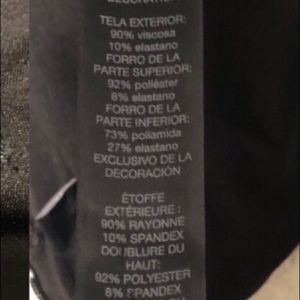 TELA EXTERIOR:
90% viscosa
10% elastano
FORRO DE LA
PARTE SUPERIOR:
92% poliéster
8% elastano
FORRO DE LA
PARTE INFERIOR:
73% poliamida
27% elastano
EXCLUSIVO DE LA
DECORACIÓN
ÉTOFFE
EXTÉRIEURE :
90% RAYONNE
10% SPANDEX
DOUBLURE DU
HAUT:
92% POLYESTER
8% SPANDEX